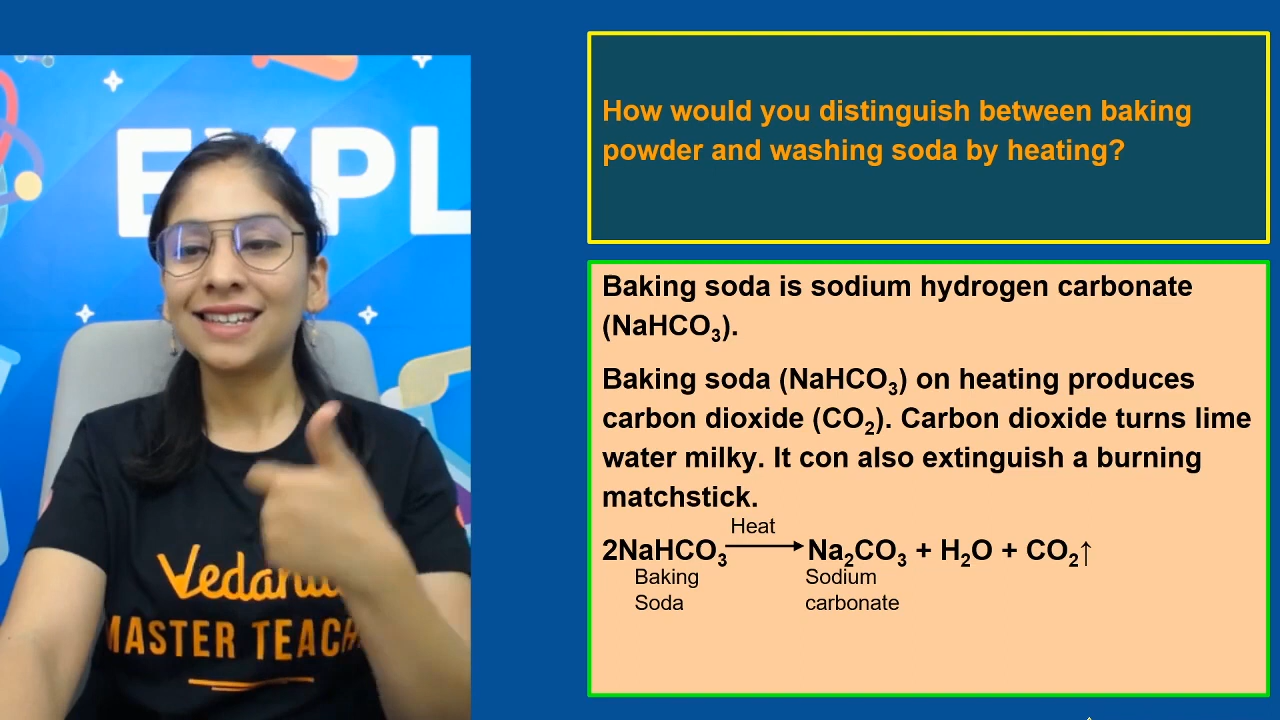 EXPL
Vedantu
MASTER TEACH
How would you distinguish between baking
powder and washing soda by heating?
Baking soda is sodium hydrogen carbonate
(NaHCO₃).
Baking soda (NaHCO₃) on heating produces
carbon dioxide (CO₂). Carbon dioxide turns lime
water milky. It con also extinguish a burning
matchstick.
Heat
2NaHCO₃ → Na₂CO₃ + H₂O + CO₂↑
Baking Sodium
Soda carbonate